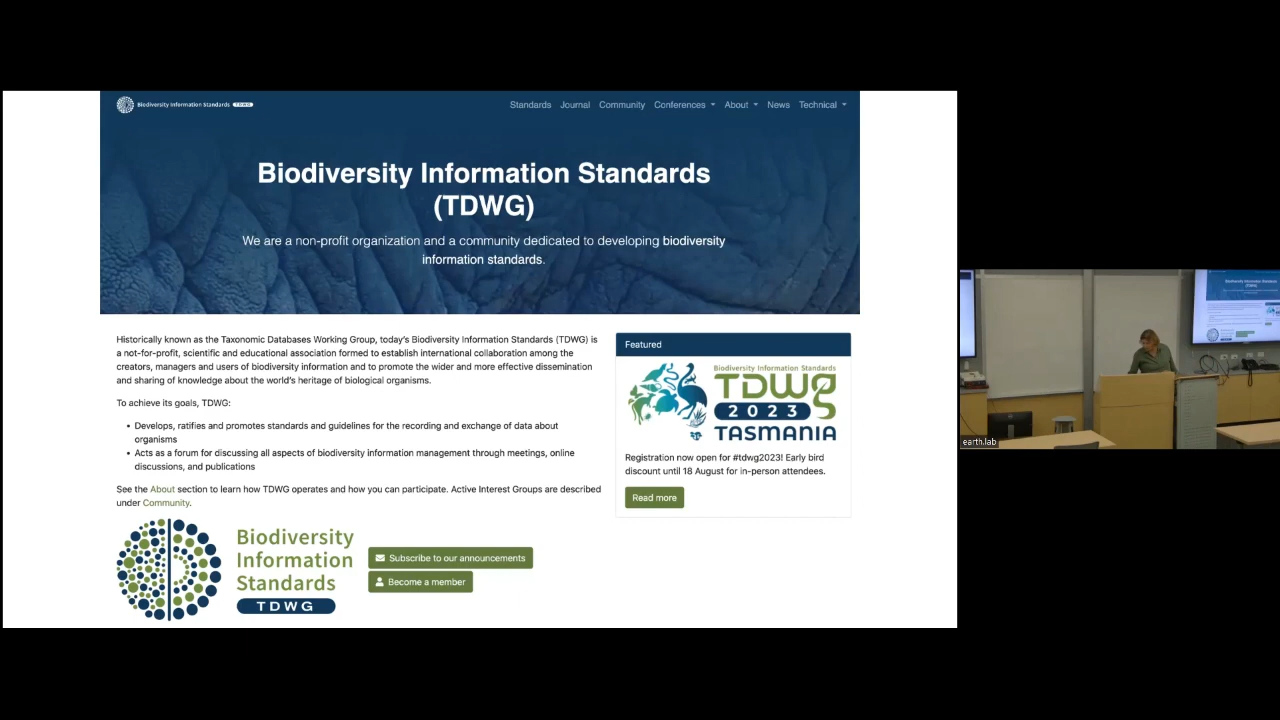 Biodiversity Information Standards TDWG
Standards Journal Community Conferences About News Technical
Biodiversity Information Standards
(TDWG)
We are a non-profit organization and a community dedicated to developing biodiversity
information standards.
Historically known as the Taxonomic Databases Working Group, today's Biodiversity Information Standards (TDWG) is
a not-for-profit, scientific and educational association formed to establish international collaboration among the
creators, managers and users of biodiversity information and to promote the wider and more effective dissemination
and sharing of knowledge about the world's heritage of biological organisms.
To achieve its goals, TDWG:
• Develops, ratifies and promotes standards and guidelines for the recording and exchange of data about
organisms
• Acts as a forum for discussing all aspects of biodiversity information management through meetings, online
discussions, and publications
See the About section to learn how TDWG operates and how you can participate. Active Interest Groups are described
under Community.
Biodiversity
Information
Standards
TDWG
Subscribe to our announcements
Become a member
Featured
Biodiversity Information Standards
TDWG
2023
TASMANIA
Registration now open for #tdwg2023! Early bird
discount until 18 August for in-person attendees.
Read more
Biodiversity Information Standards
(TDWG)
earth.lab